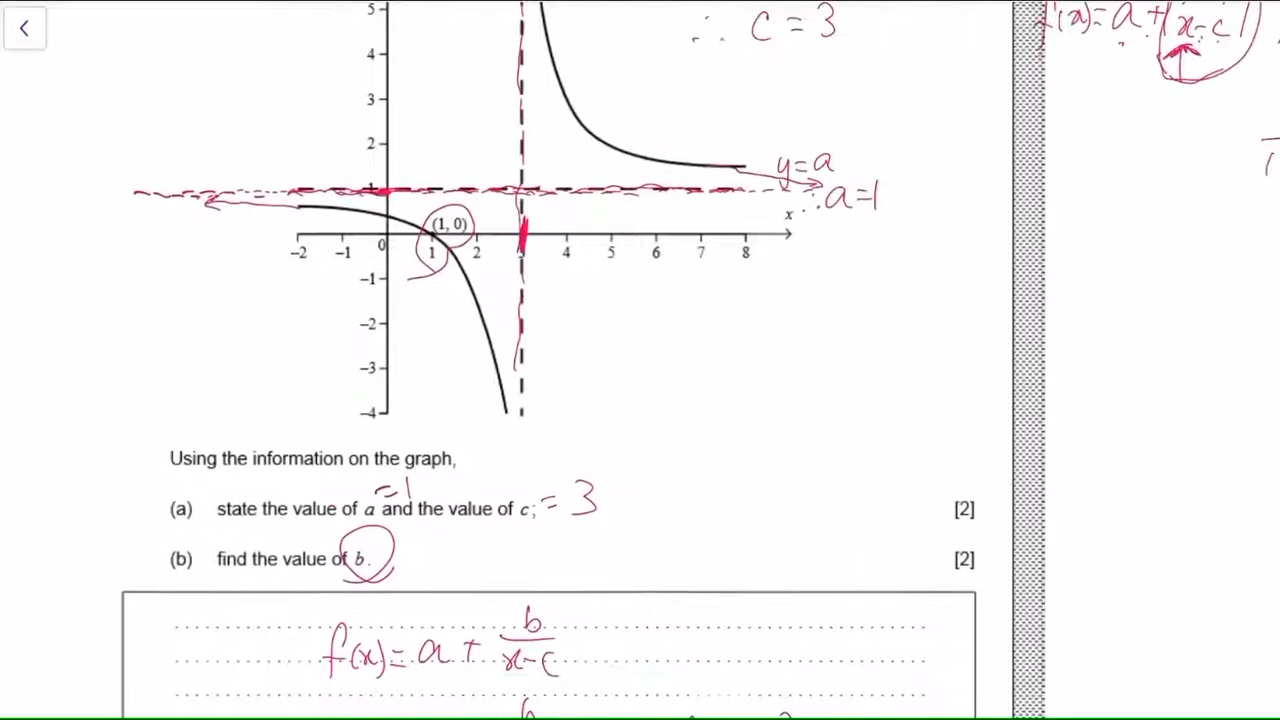 5
∴ c = 3
f(x) = a + (x-c)
4
3
2
y = a
1
∴ a = 1
(1, 0)
x
-2 -1 0 1 2 3 4 5 6 7 8
-1
-2
-3
-4
Using the information on the graph,
= 1
(a) state the value of a and the value of c; = 3 [2]
(b) find the value of b. [2]
b
f(x) = a + x-c
b